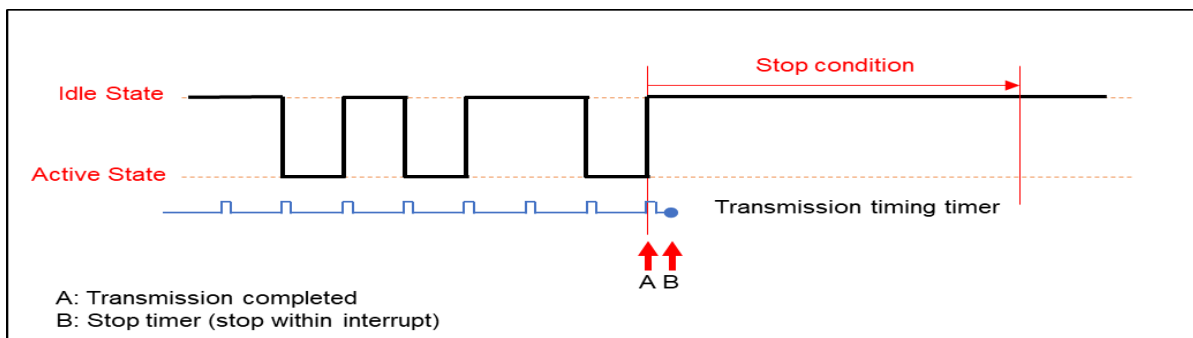 Stop condition
Idle State
Active State
Transmission timing timer
A B
A: Transmission completed
B: Stop timer (stop within interrupt)